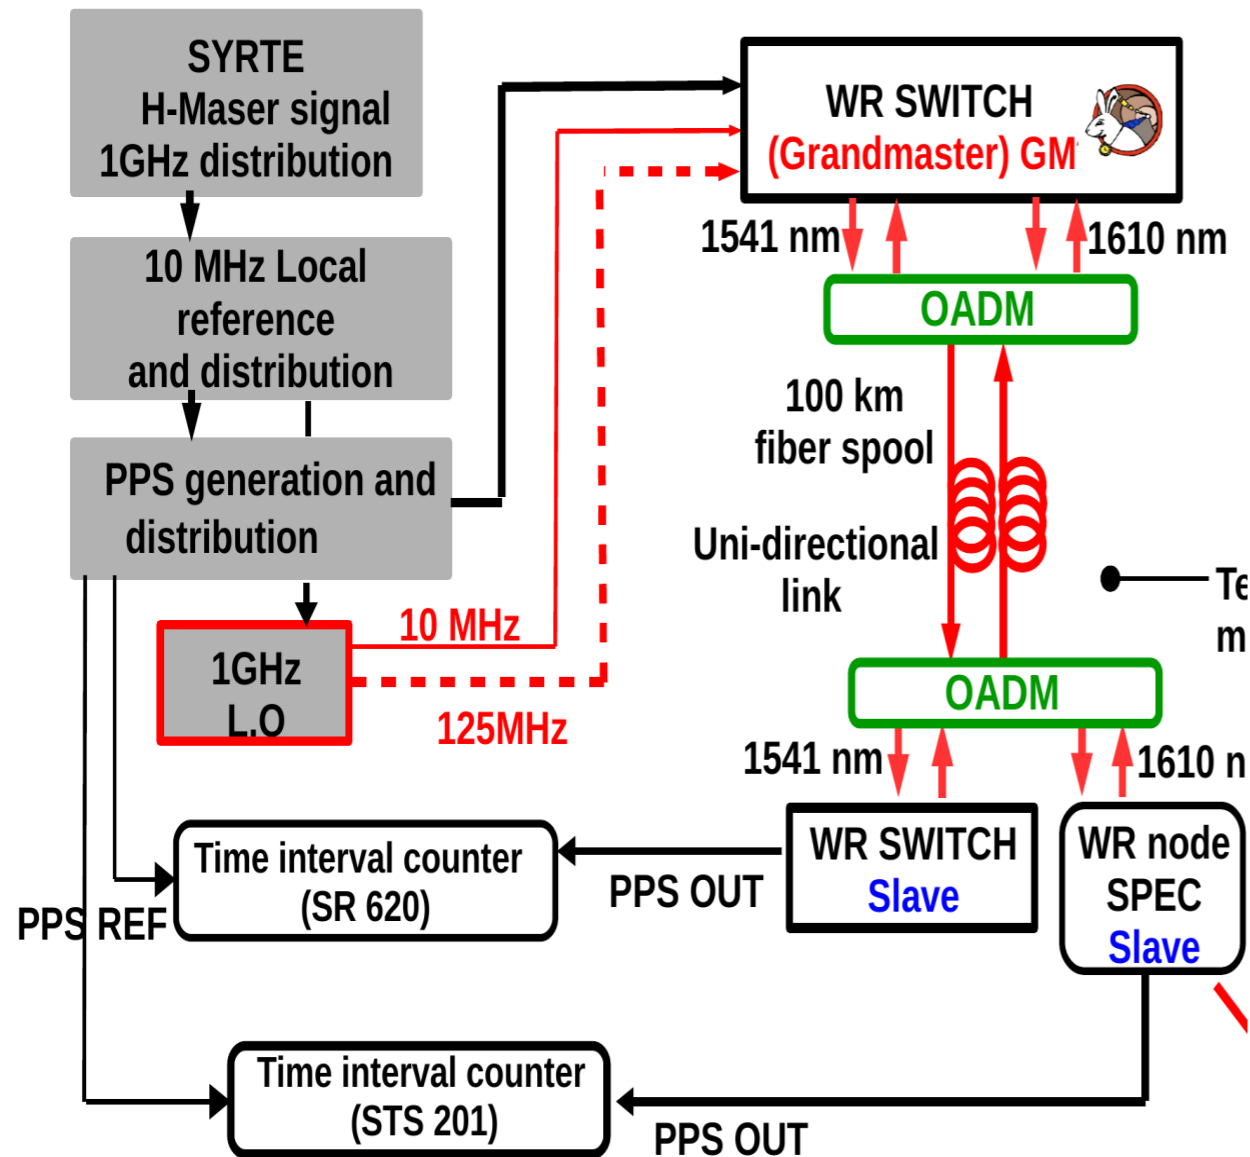 SYRTE
H-Maser signal
1GHz distribution
10 MHz Local
reference
and distribution
PPS generation and
distribution
1GHz
L.O
10 MHz
125MHz
WR SWITCH
(Grandmaster) GM
1541 nm
1610 nm
OADM
100 km
fiber spool
Uni-directional
link
OADM
1541 nm
1610 n
WR SWITCH
Slave
WR node
SPEC
Slave
Time interval counter
(SR 620)
PPS OUT
PPS REF
Time interval counter
(STS 201)
PPS OUT